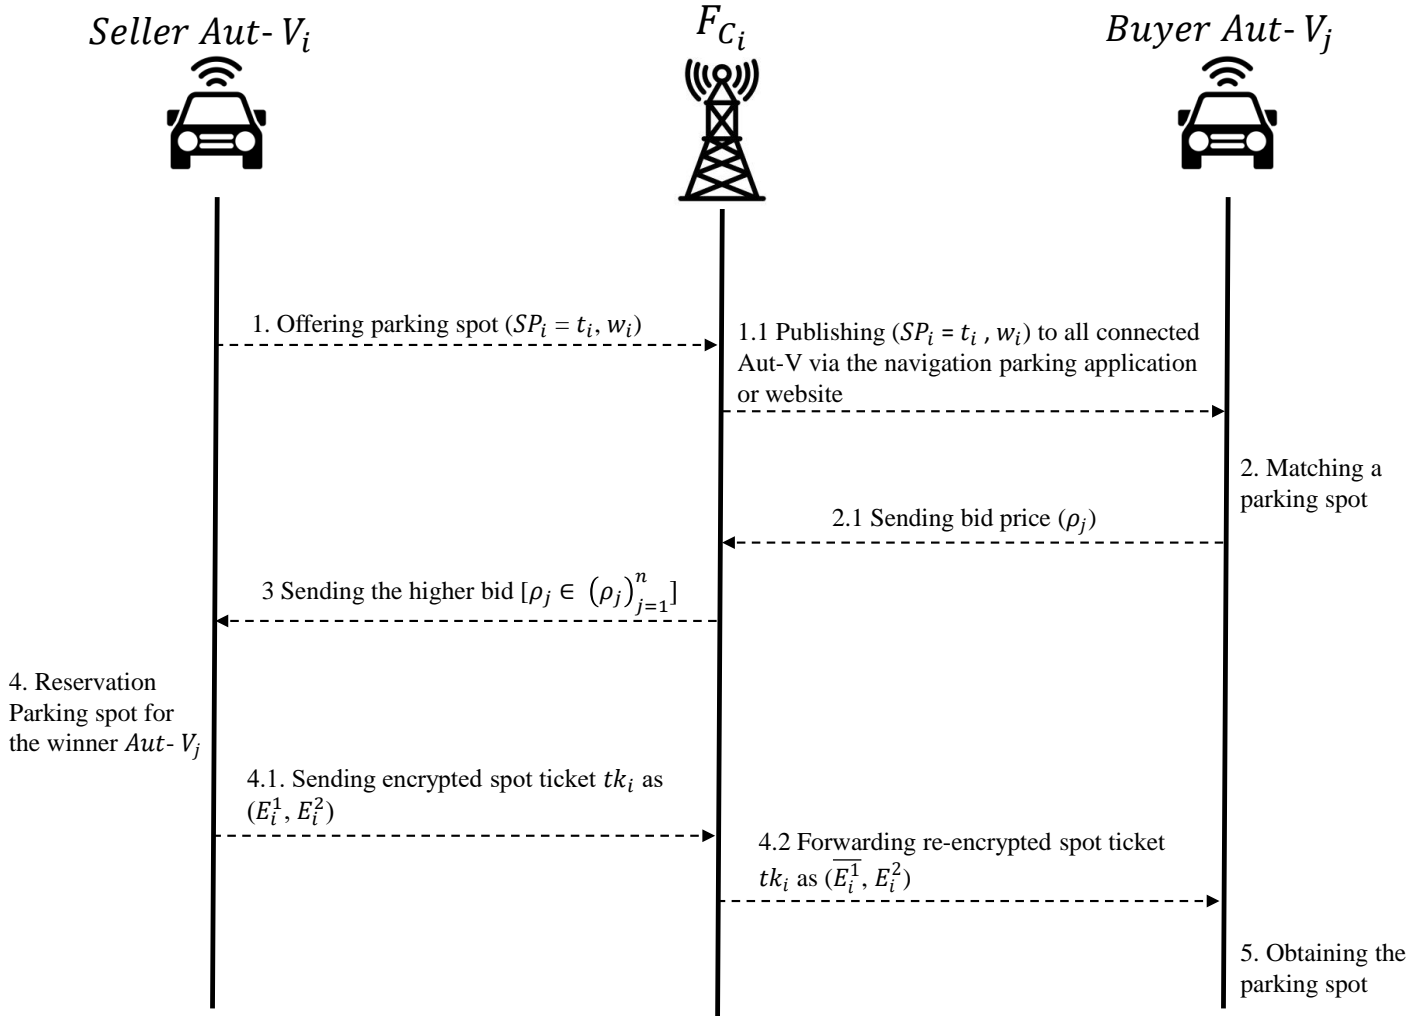 Seller Aut- V_i
F_{C_i}
Buyer Aut- V_j
1. Offering parking spot (SP_i = t_i, w_i)
1.1 Publishing (SP_i = t_i , w_i) to all connected
Aut-V via the navigation parking application
or website
2. Matching a
parking spot
2.1 Sending bid price (ρ_j)
3 Sending the higher bid [ρ_j ∈ (ρ_j)_{j=1}^n]
4. Reservation
Parking spot for
the winner Aut- V_j
4.1. Sending encrypted spot ticket tk_i as
(E_i^1, E_i^2)
4.2 Forwarding re-encrypted spot ticket
tk_i as (\overline{E_i^1}, E_i^2)
5. Obtaining the
parking spot